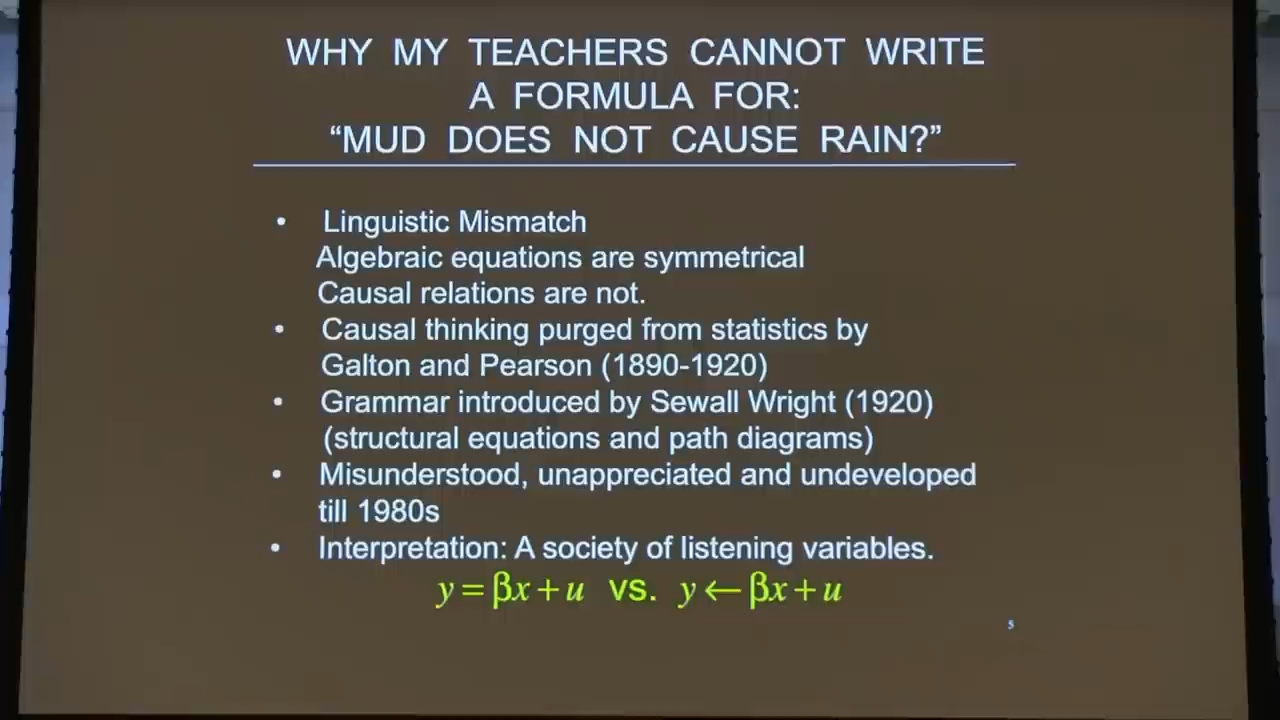 WHY MY TEACHERS CANNOT WRITE
A FORMULA FOR:
“MUD DOES NOT CAUSE RAIN?”
• Linguistic Mismatch
Algebraic equations are symmetrical
Causal relations are not.
• Causal thinking purged from statistics by
Galton and Pearson (1890-1920)
• Grammar introduced by Sewall Wright (1920)
(structural equations and path diagrams)
• Misunderstood, unappreciated and undeveloped
till 1980s
• Interpretation: A society of listening variables.
y = βx + u vs. y ← βx + u
5